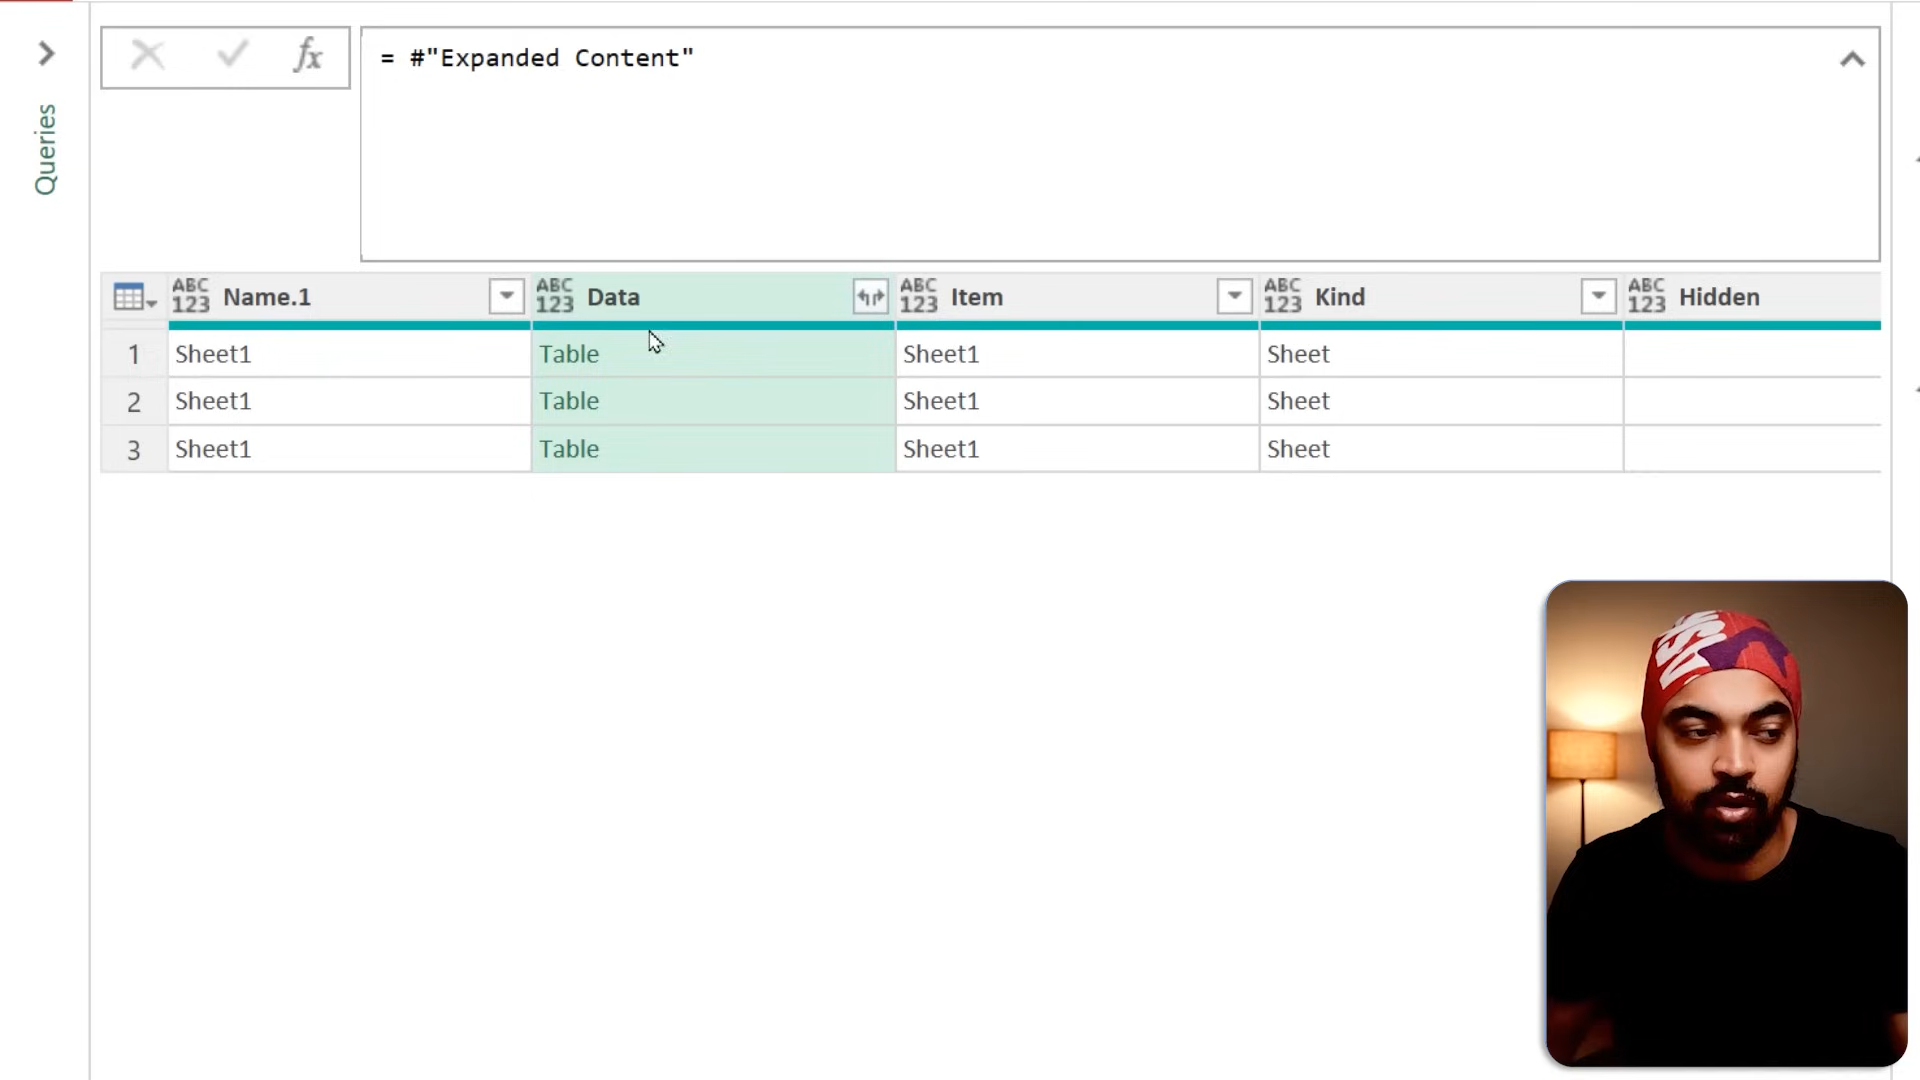 = #"Expanded Content"
Queries
ABC 123 Name.1 ABC 123 Data ABC 123 Item ABC 123 Kind ABC 123 Hidden
1 Sheet1 Table Sheet1 Sheet
2 Sheet1 Table Sheet1 Sheet
3 Sheet1 Table Sheet1 Sheet